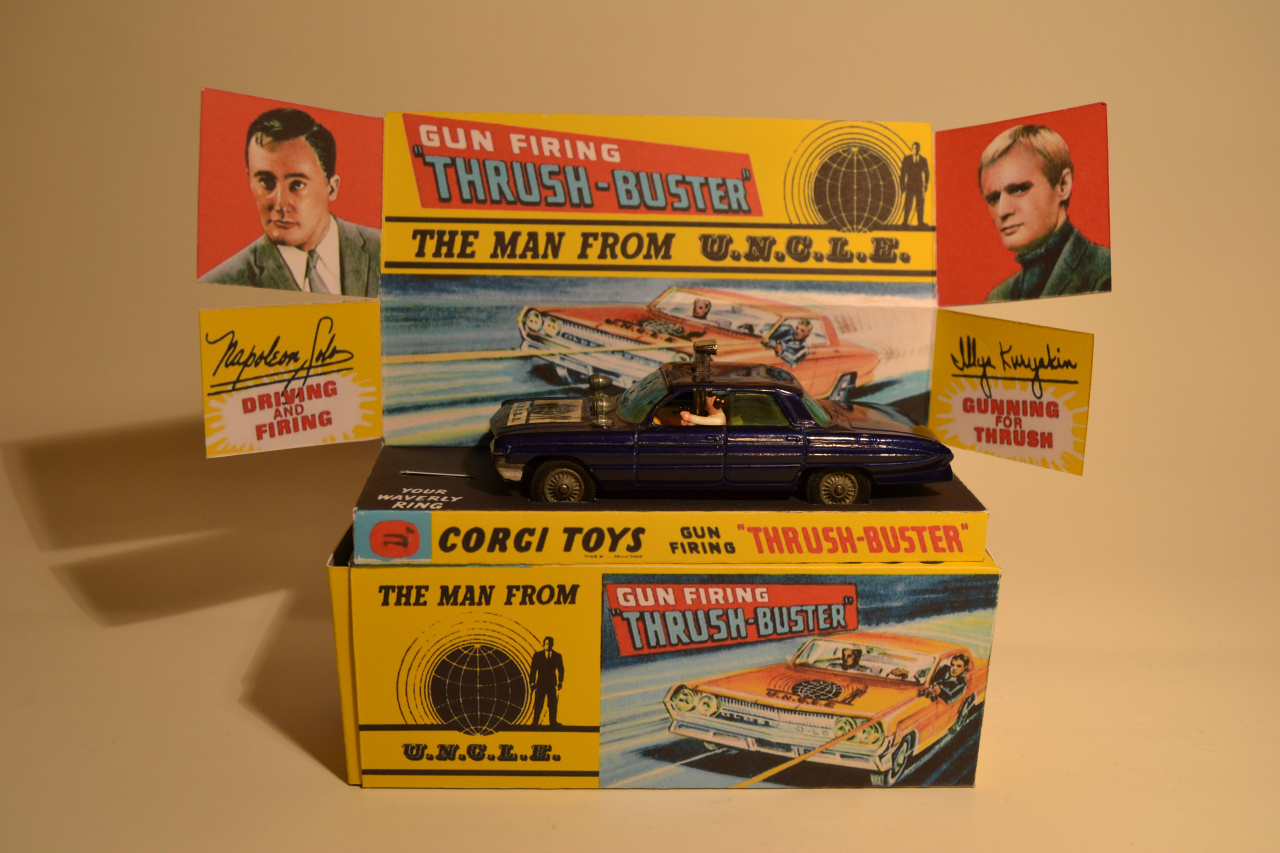 GUN FIRING
"THRUSH-BUSTER"
THE MAN FROM U.N.C.L.E.
Napoleon Solo
DRIVING
AND
FIRING
Illya Kuryakin
GUNNING
FOR
THRUSH
YOUR
WAVERLY
RING
CORGI TOYS
GUN
FIRING
"THRUSH-BUSTER"
THE MAN FROM
U.N.C.L.E.
GUN FIRING
"THRUSH-BUSTER"
U.N.C.L.E